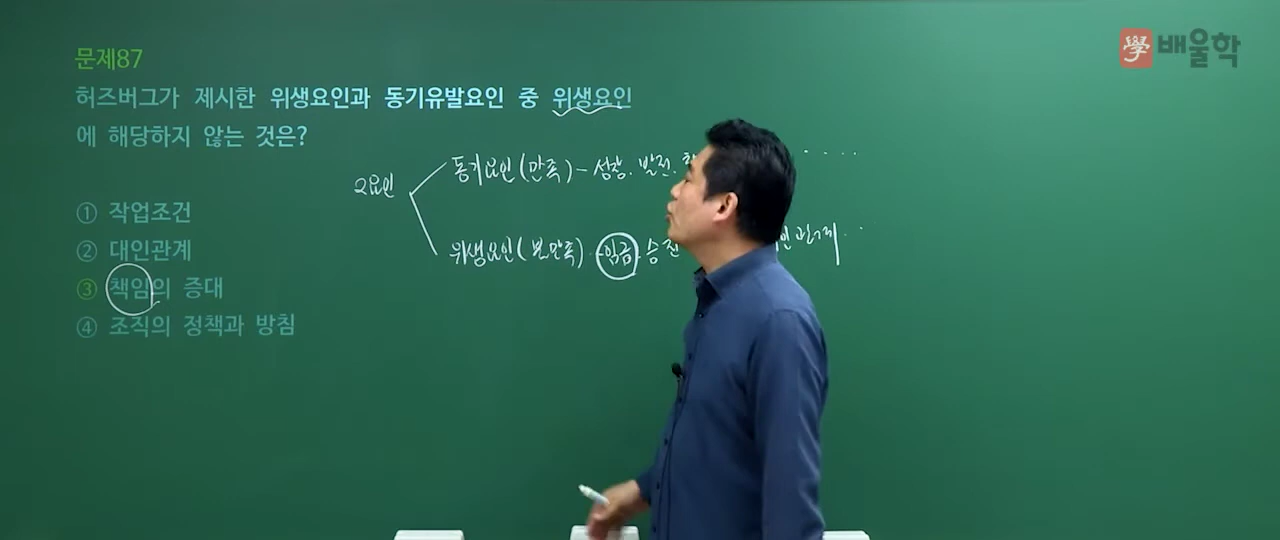 學 배울학
문제87
허즈버그가 제시한 위생요인과 동기유발요인 중 위생요인
에 해당하지 않는 것은?
① 작업조건
② 대인관계
③ 책임의 증대
④ 조직의 정책과 방침
2요인
동기요인(만족) - 성장. 발전. ....
위생요인(불만족) - 임금. 승진 관계..